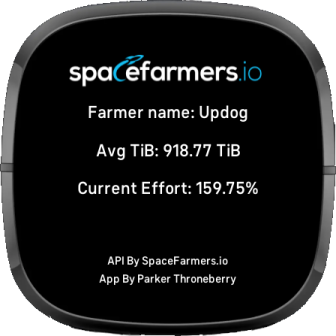 spacefarmers.io
Farmer name: Updog
Avg TiB: 918.77 TiB
Current Effort: 159.75%
API By SpaceFarmers.io
App By Parker Throneberry